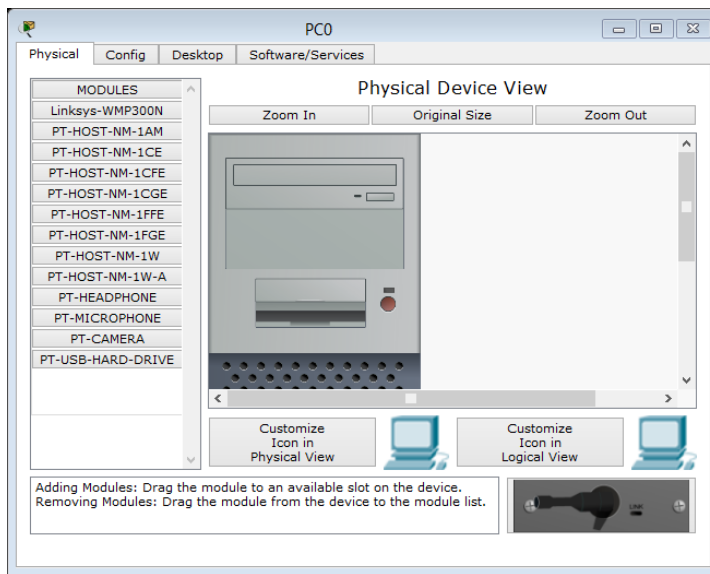 PC0
Physical Config Desktop Software/Services
MODULES
Linksys-WMP300N
PT-HOST-NM-1AM
PT-HOST-NM-1CE
PT-HOST-NM-1CFE
PT-HOST-NM-1CGE
PT-HOST-NM-1FFE
PT-HOST-NM-1FGE
PT-HOST-NM-1W
PT-HOST-NM-1W-A
PT-HEADPHONE
PT-MICROPHONE
PT-CAMERA
PT-USB-HARD-DRIVE
Physical Device View
Zoom In Original Size Zoom Out
Customize
Icon in
Physical View
Customize
Icon in
Logical View
Adding Modules: Drag the module to an available slot on the device.
Removing Modules: Drag the module from the device to the module list.
LINK